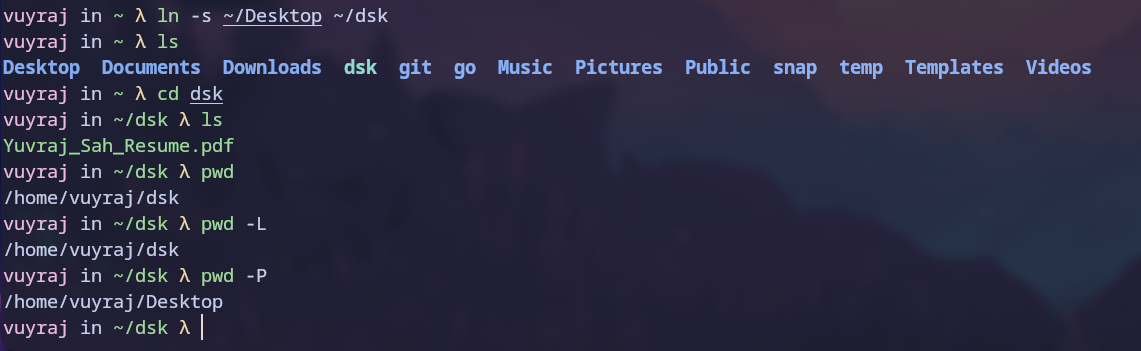 vuyraj in ~ λ ln -s ~/Desktop ~/dsk
vuyraj in ~ λ ls
Desktop  Documents  Downloads  dsk  git  go  Music  Pictures  Public  snap  temp  Templates  Videos
vuyraj in ~ λ cd dsk
vuyraj in ~/dsk λ ls
Yuvraj_Sah_Resume.pdf
vuyraj in ~/dsk λ pwd
/home/vuyraj/dsk
vuyraj in ~/dsk λ pwd -L
/home/vuyraj/dsk
vuyraj in ~/dsk λ pwd -P
/home/vuyraj/Desktop
vuyraj in ~/dsk λ